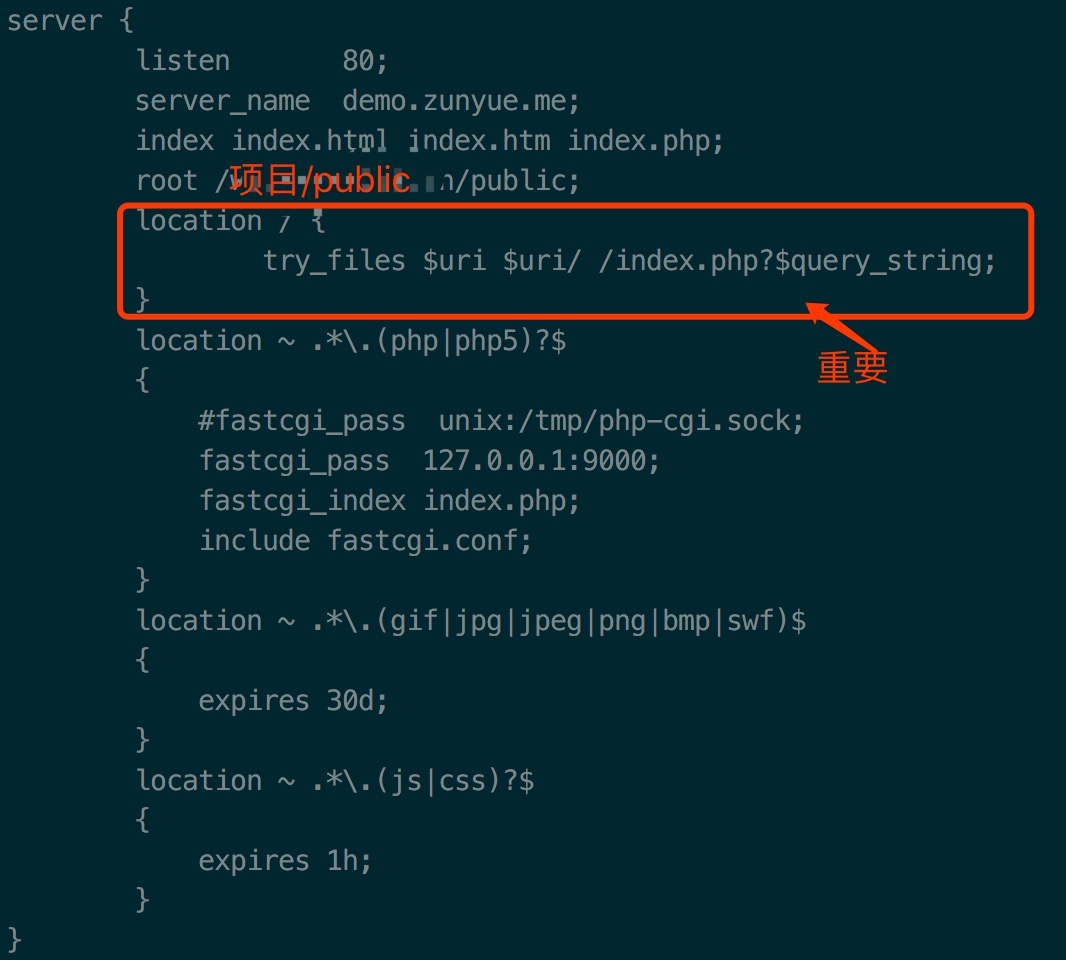 server {
listen 80;
server_name demo.zunyue.me;
index index.html index.htm index.php;
项目/public
root /public;
location / {
try_files $uri $uri/ /index.php?$query_string;
}
重要
location ~ .*\.(php|php5)?$
{
#fastcgi_pass unix:/tmp/php-cgi.sock;
fastcgi_pass 127.0.0.1:9000;
fastcgi_index index.php;
include fastcgi.conf;
}
location ~ .*\.(gif|jpg|jpeg|png|bmp|swf)$
{
expires 30d;
}
location ~ .*\.(js|css)?$
{
expires 1h;
}
}